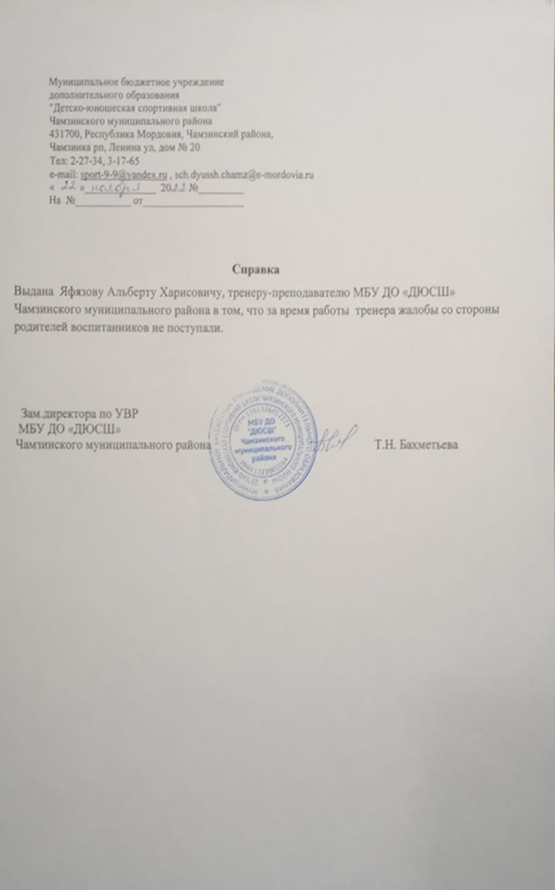 Муниципальное бюджетное учреждение
дополнительного образования
"Детско-юношеская спортивная школа"
Чамзинского муниципального района
431700, Республика Мордовия, Чамзинский район,
Чамзинка рп, Ленина ул, дом № 20
Тел: 2-27-34, 3-17-65
e-mail: sport-9-9@yandex.ru , sch.dyussh.chamz@e-mordovia.ru
« 22 » ноября 2022 №________
На №__________ от__________________
Справка
Выдана Яфязову Альберту Харисовичу, тренеру-преподавателю МБУ ДО «ДЮСШ»
Чамзинского муниципального района в том, что за время работы тренера жалобы со стороны
родителей воспитанников не поступали.
Зам.директора по УВР
МБУ ДО «ДЮСШ»
Чамзинского муниципального района Т.Н. Бахметьева
МБУ ДО
"ДЮСШ"
Чамзинского
муниципального
района